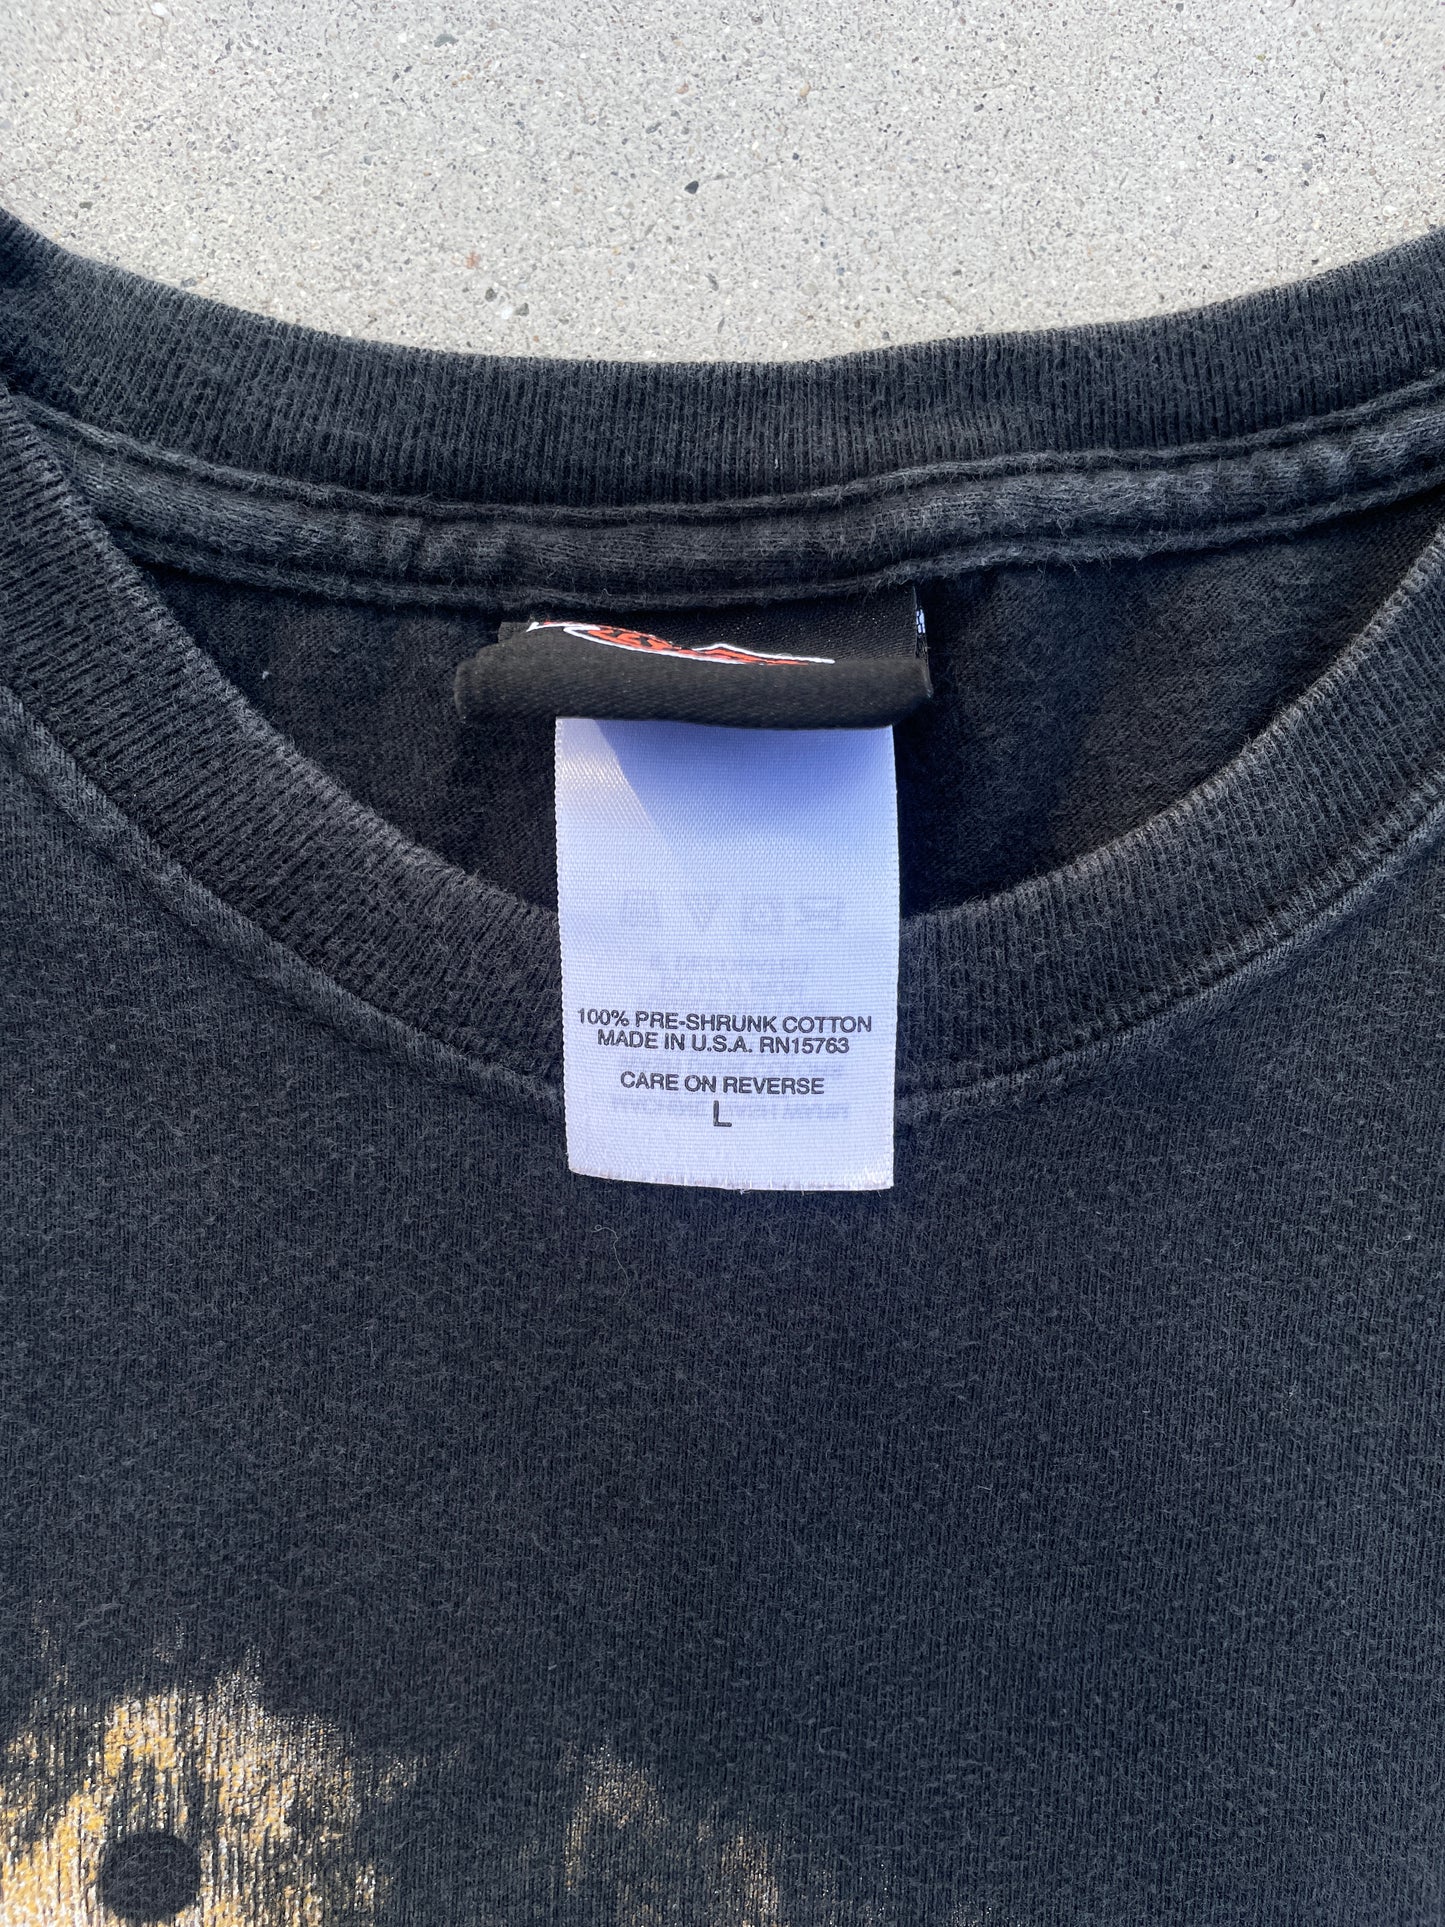 100% PRE-SHRUNK COTTON
MADE IN U.S.A. RN15763
CARE ON REVERSE
L